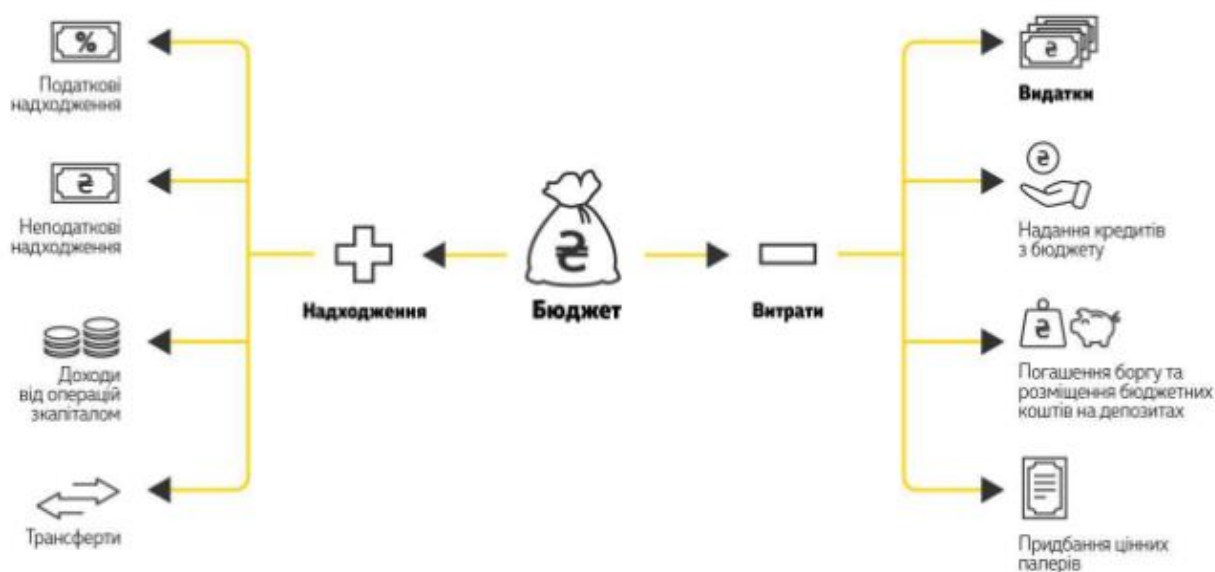 Податкові
надходження
Неподаткові
надходження
Доходи
від операцій
зкапіталом
Трансферти
%
₴
Надходження
₴
Бюджет
Витрати
₴
Видатки
₴
Надання кредитів
з бюджету
₴
Погашення боргу та
розміщення бюджетних
коштів на депозитах
Придбання цінних
паперів